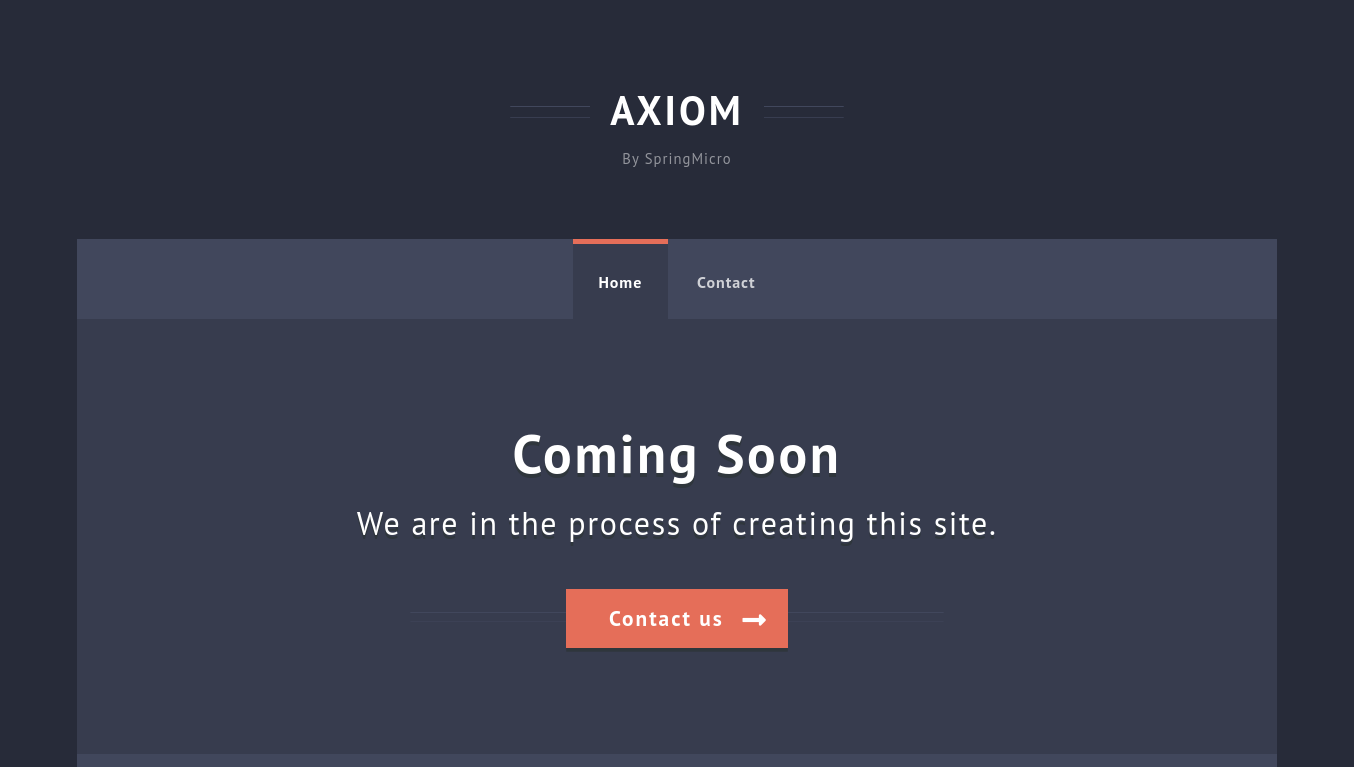 AXIOM
By SpringMicro
Home Contact
Coming Soon
We are in the process of creating this site.
Contact us